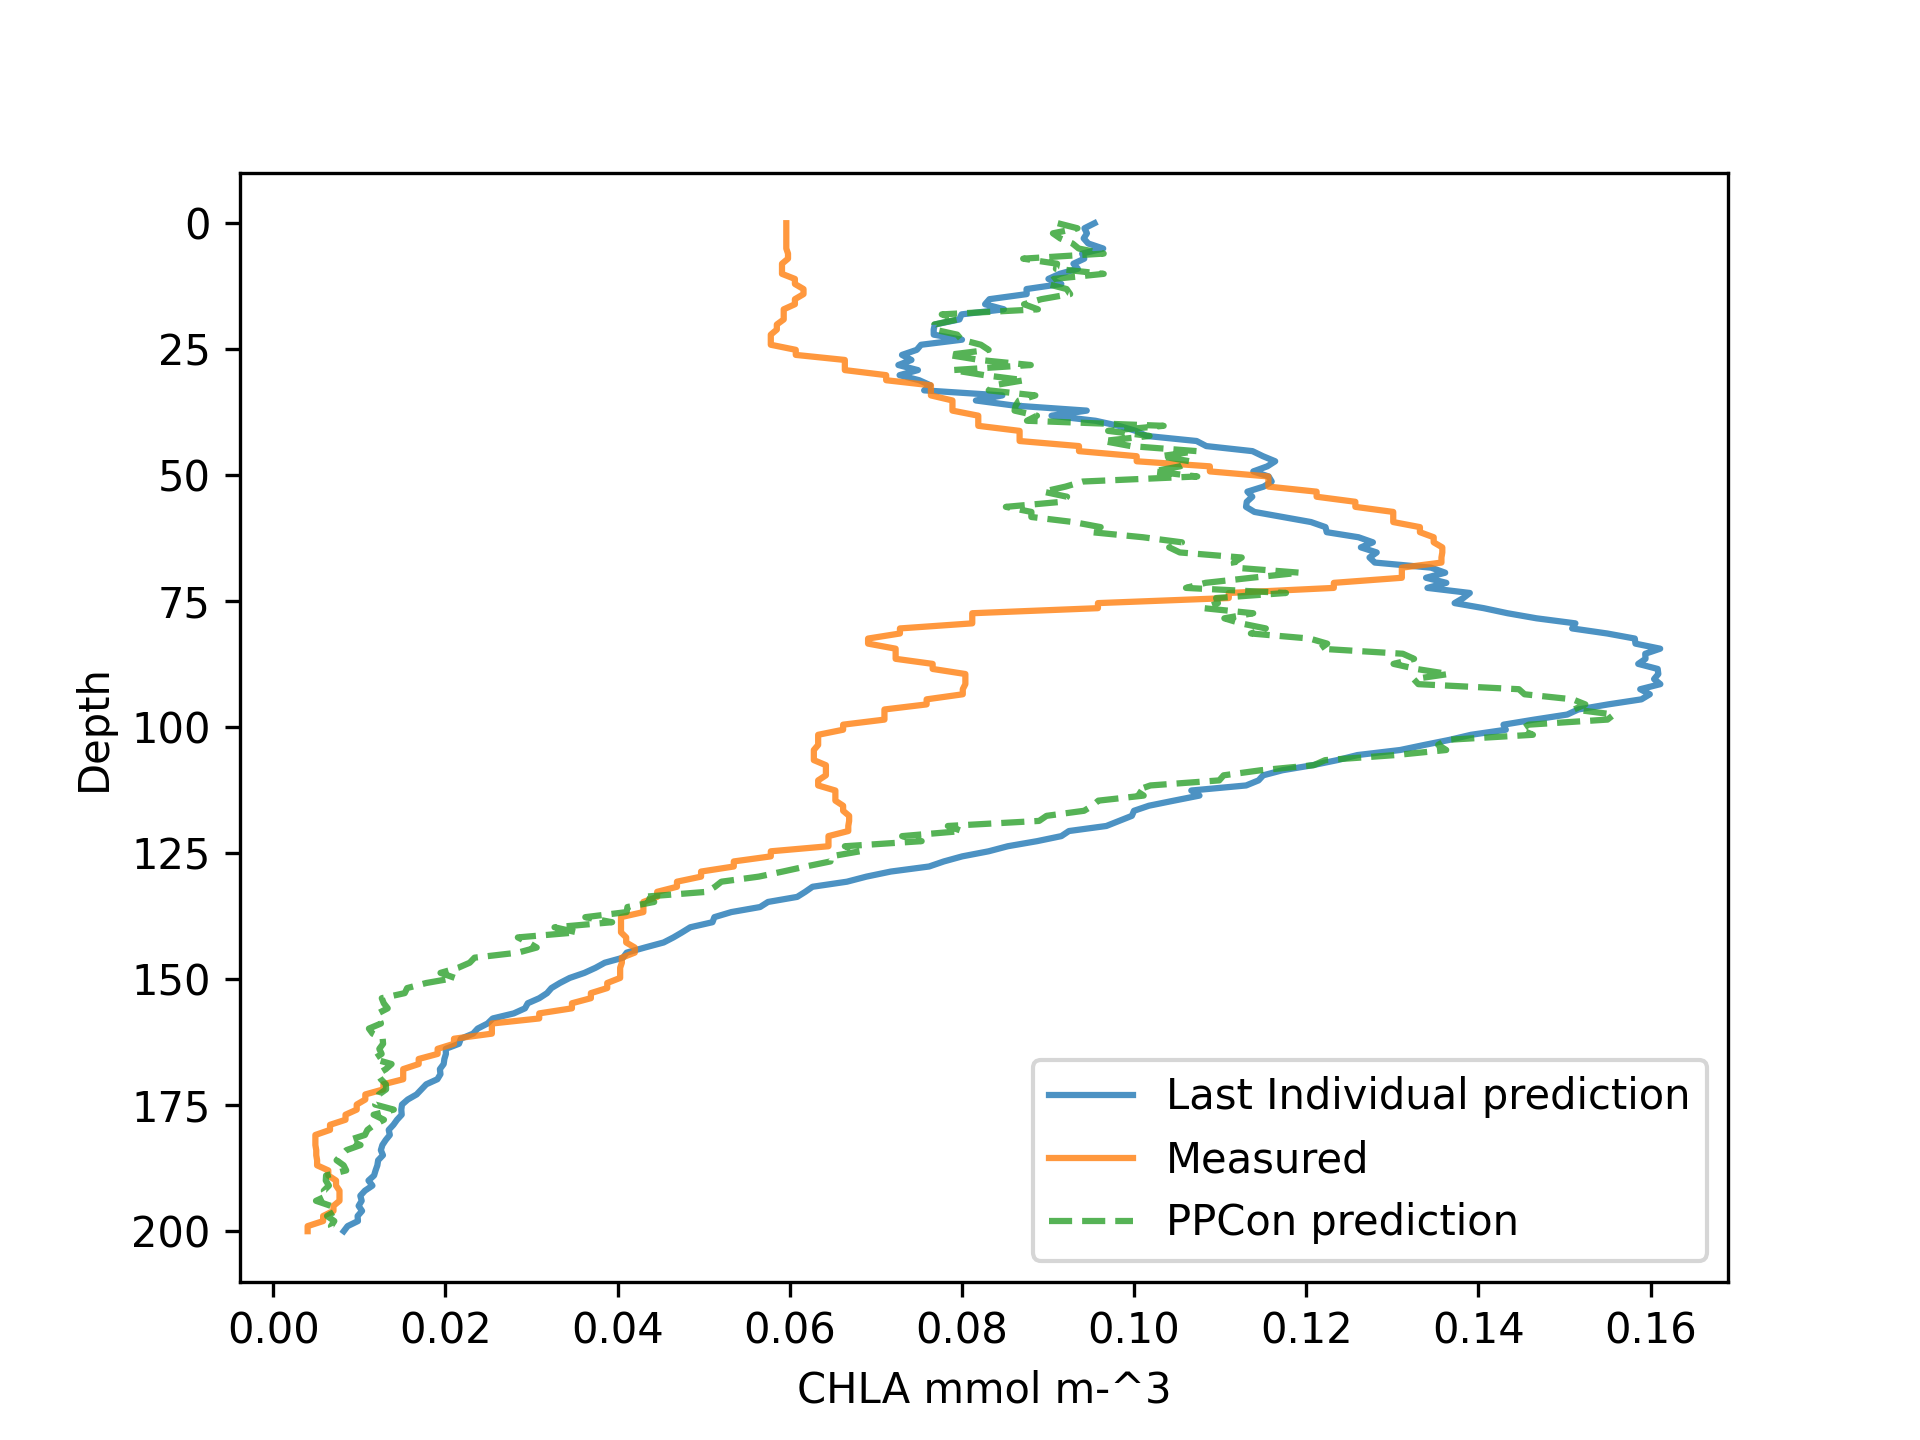 0
25
50
75
100
125
150
175
200
Depth
0.00 0.02 0.04 0.06 0.08 0.10 0.12 0.14 0.16
CHLA mmol m-^3
Last Individual prediction
Measured
PPCon prediction